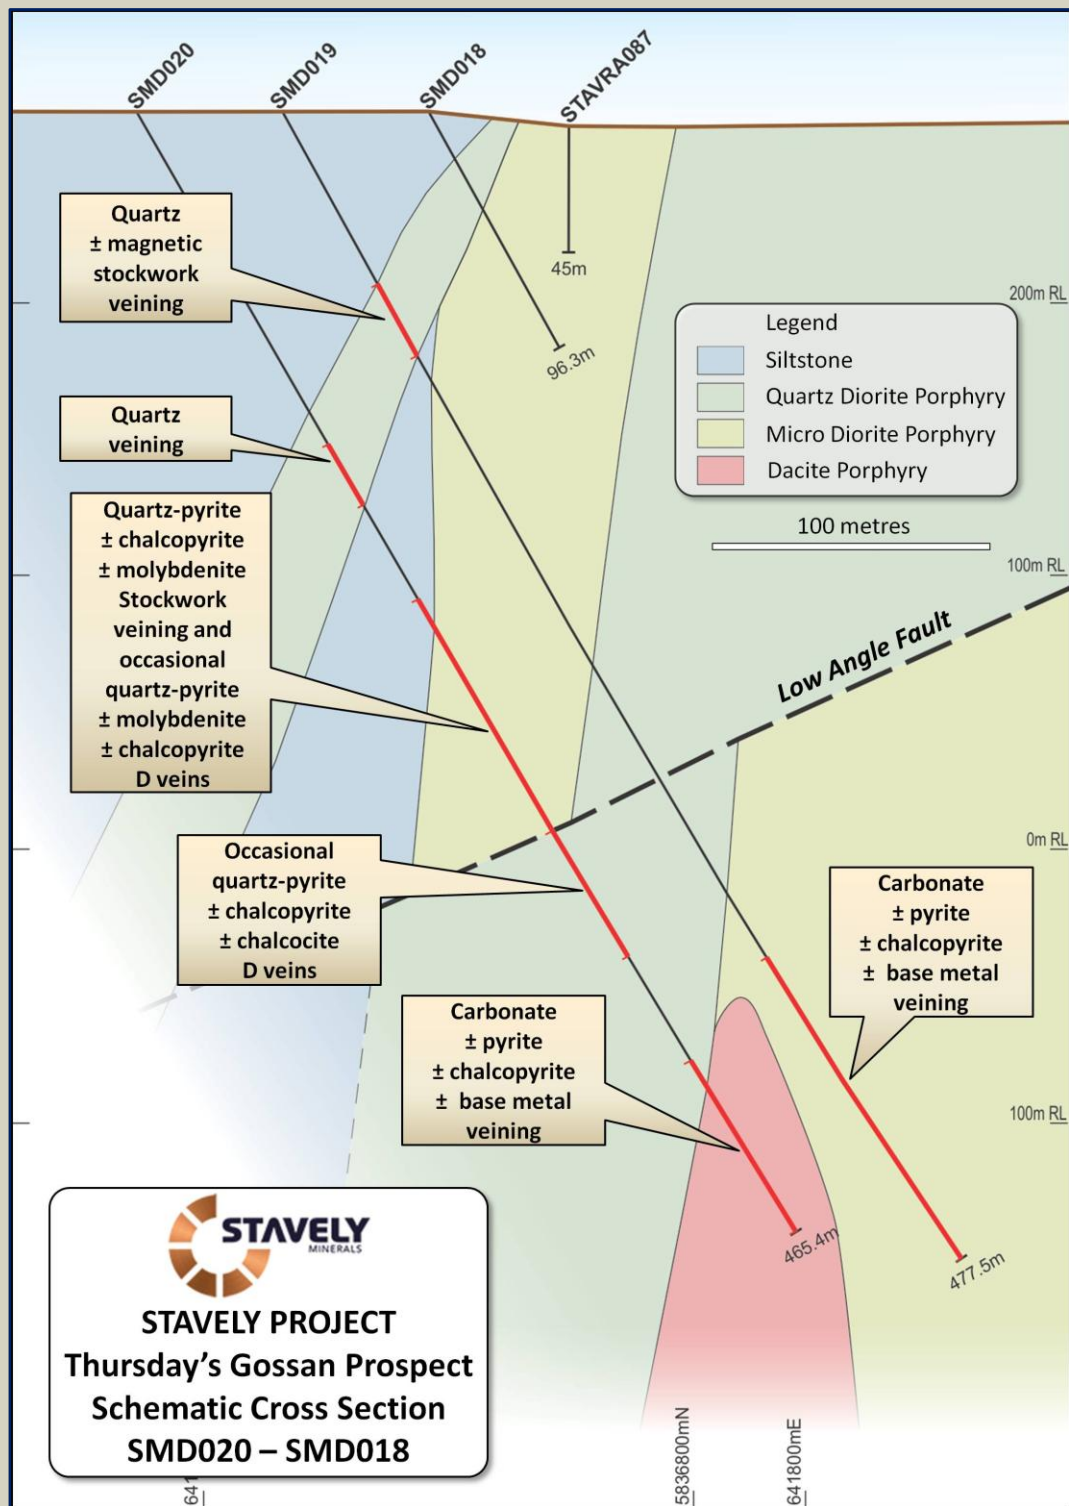 SMD020
SMD019
SMD018
STAVRA087
Quartz
± magnetic
stockwork
veining
45m
96.3m
200m RL
Legend
Siltstone
Quartz Diorite Porphyry
Micro Diorite Porphyry
Dacite Porphyry
Quartz
veining
100 metres
100m RL
Quartz-pyrite
± chalcopyrite
± molybdenite
Stockwork
veining and
occasional
quartz-pyrite
± molybdenite
± chalcopyrite
D veins
Low Angle Fault
0m RL
Occasional
quartz-pyrite
± chalcopyrite
± chalcocite
D veins
Carbonate
± pyrite
± chalcopyrite
± base metal
veining
Carbonate
± pyrite
± chalcopyrite
± base metal
veining
100m RL
465.4m
477.5m
STAVELY
MINERALS
STAVELY PROJECT
Thursday's Gossan Prospect
Schematic Cross Section
SMD020 – SMD018
5836800mN
641800mE